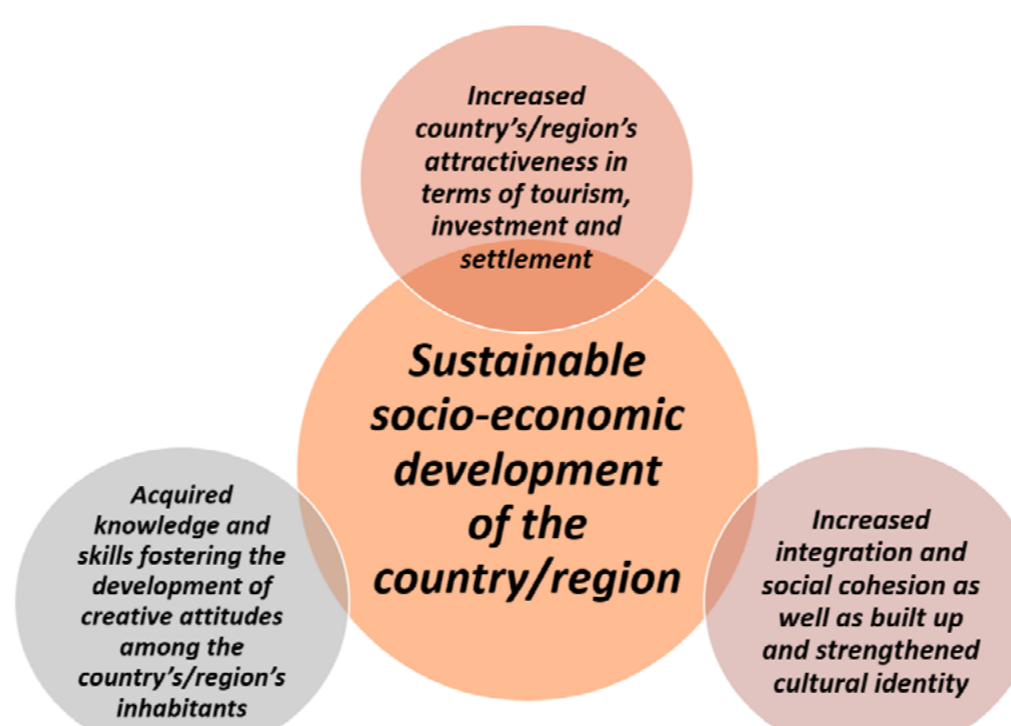 Increased
country's/region's
attractiveness in
terms of tourism,
investment and
settlement
Sustainable
socio-economic
development
of the
country/region
Acquired
knowledge and
skills fostering the
development of
creative attitudes
among the
country's/region's
inhabitants
Increased
integration and
social cohesion as
well as built up
and strengthened
cultural identity